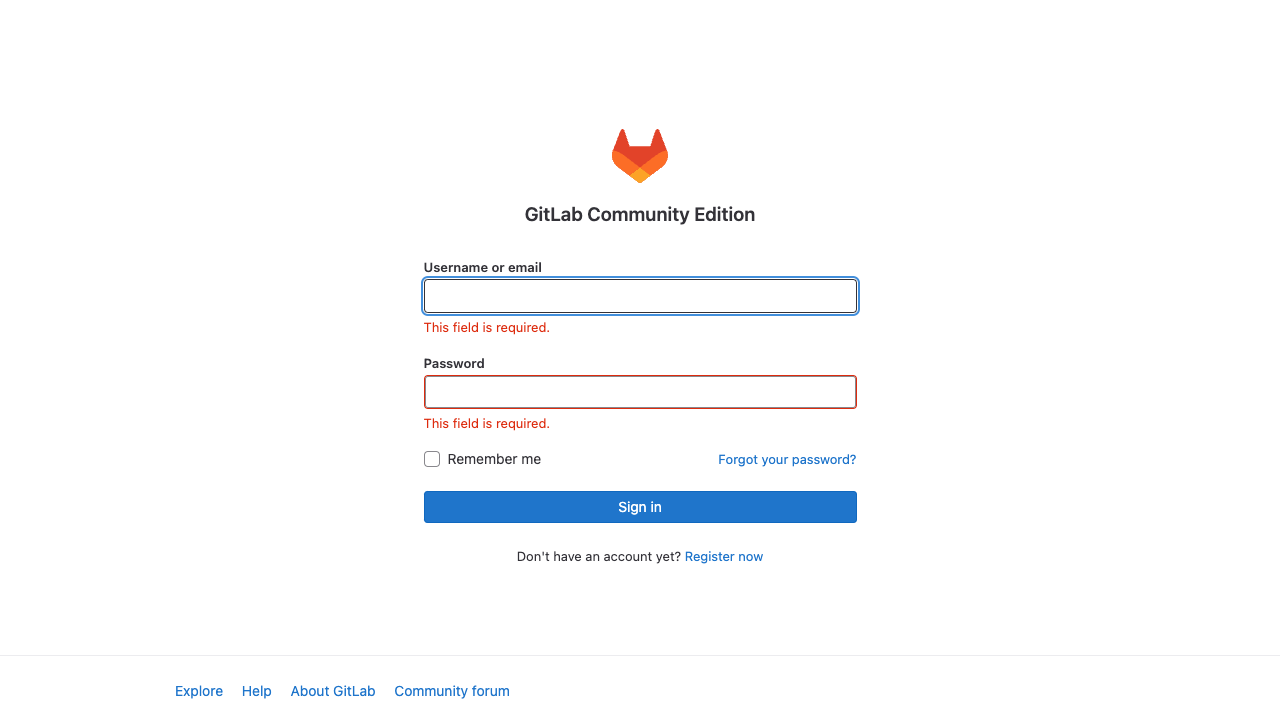 GitLab Community Edition
Username or email
This field is required.
Password
This field is required.
Remember me Forgot your password?
Sign in
Don't have an account yet? Register now
Explore Help About GitLab Community forum